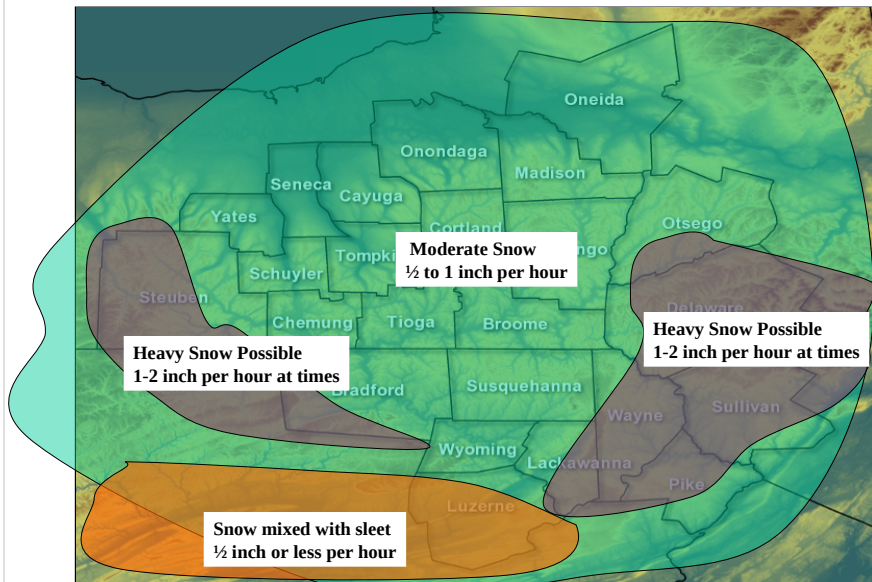 Oneida
Onondaga
Madison
Seneca
Cayuga
Yates
Cortland
Otsego
Moderate Snow
½ to 1 inch per hour
Tompki
ngo
Schuyler
Steuben
Delaware
Chemung
Tioga
Broome
Heavy Snow Possible
1-2 inch per hour at times
Heavy Snow Possible
1-2 inch per hour at times
Bradford
Susquehanna
Wayne
Sullivan
Wyoming
Lackawanna
Pike
Luzerne
Snow mixed with sleet
½ inch or less per hour